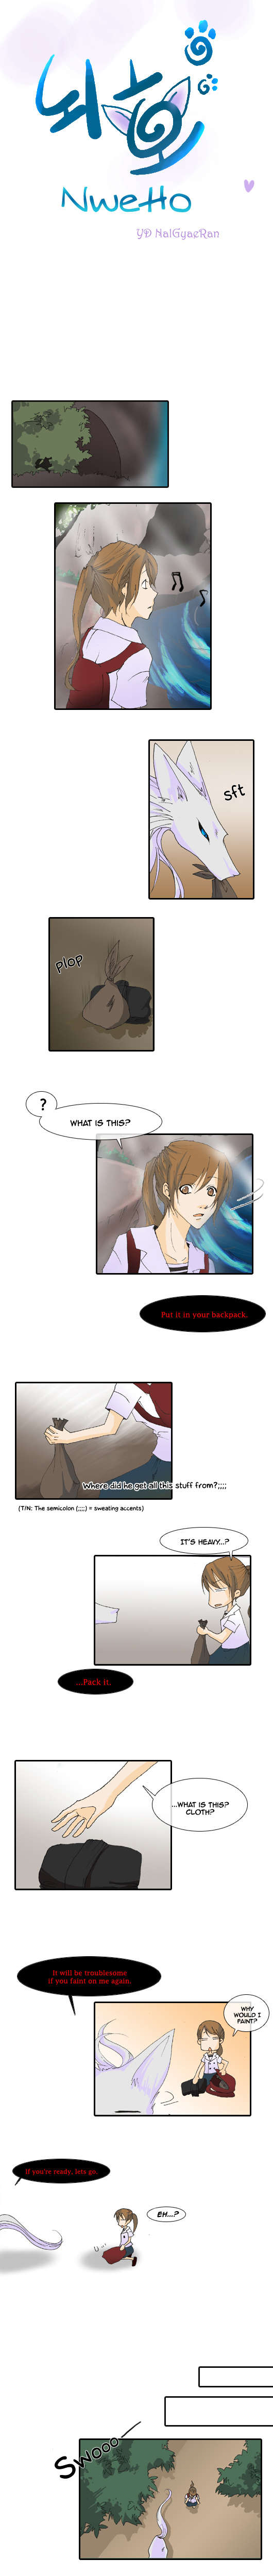 뇌호
NweHo
YD NalGyaeRan
sft
plop
?
WHAT IS THIS?
Put it in your backpack.
Where did he get all this stuff from?;;;;
(T/N: The semicolon (;;;;) = sweating accents)
IT'S HEAVY...?
...Pack it.
...WHAT IS THIS?
CLOTH?
It will be troublesome
if you faint on me again.
WHY
WOULD I
FAINT?
If you're ready, lets go.
EH....?
SWOOO